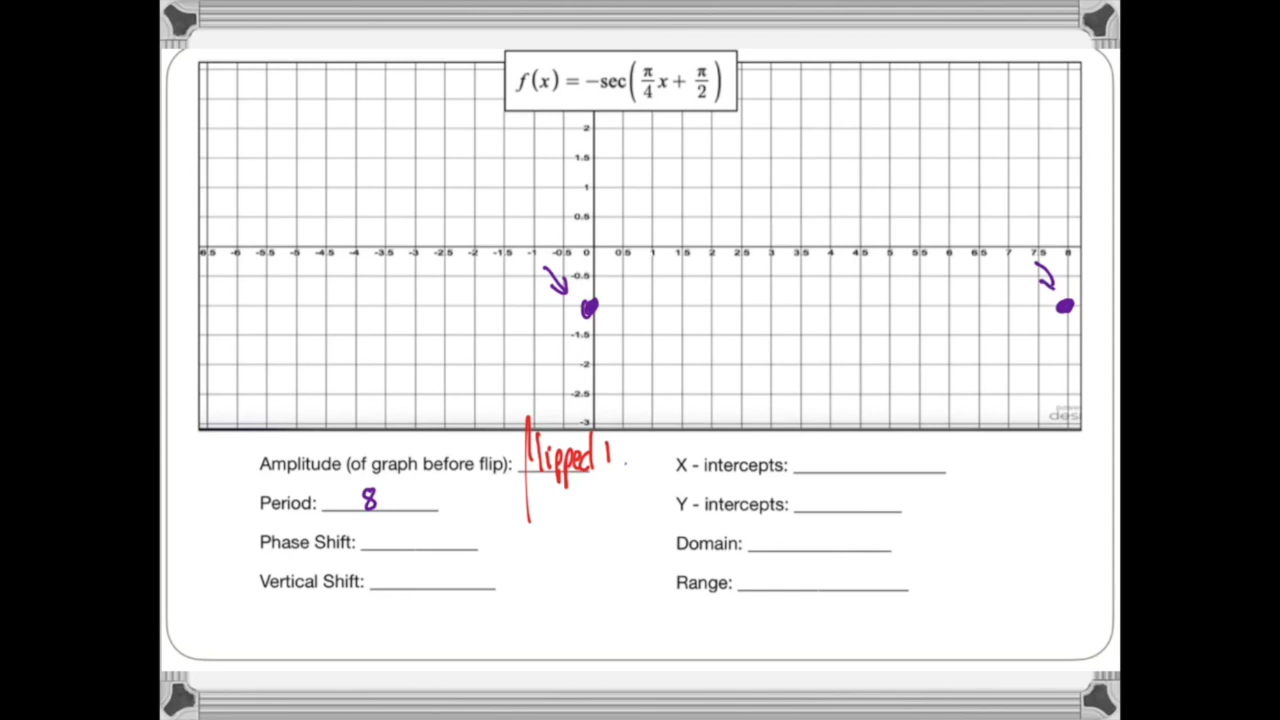 f(x) = −sec(π/4 x + π/2)
2
1.5
1
0.5
6.5 -6 -5.5 -5 -4.5 -4 -3.5 -3 -2.5 -2 -1.5 -1 -0.5 0 0.5 1 1.5 2 2.5 3 3.5 4 4.5 5 5.5 6 6.5 7 7.5 8
-0.5
-1.5
-2
-2.5
-3
des
Amplitude (of graph before flip): flipped 1
Period: 8
Phase Shift:
Vertical Shift:
X - intercepts:
Y - intercepts:
Domain:
Range: